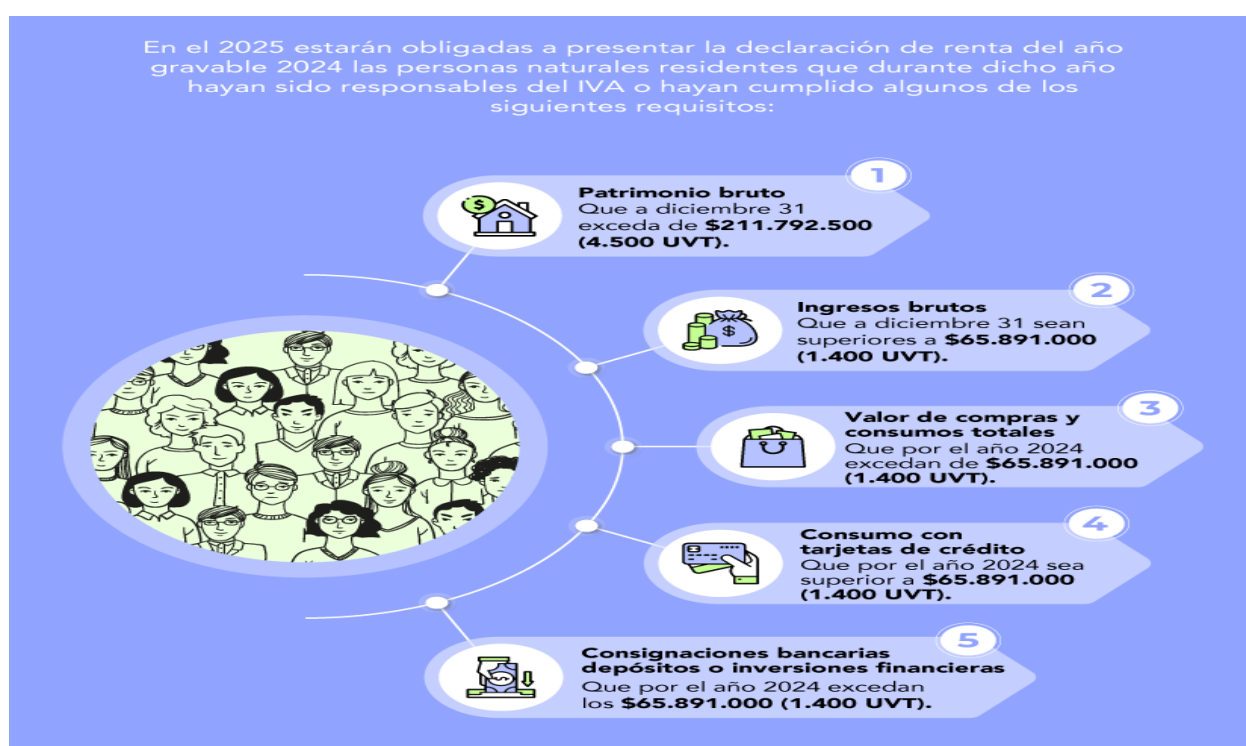 En el 2025 estarán obligadas a presentar la declaración de renta del año
gravable 2024 las personas naturales residentes que durante dicho año
hayan sido responsables del IVA o hayan cumplido algunos de los
siguientes requisitos:
1
Patrimonio bruto
Que a diciembre 31
exceda de $211.792.500
(4.500 UVT).
2
Ingresos brutos
Que a diciembre 31 sean
superiores a $65.891.000
(1.400 UVT).
3
Valor de compras y
consumos totales
Que por el año 2024
excedan de $65.891.000
(1.400 UVT).
4
Consumo con
tarjetas de crédito
Que por el año 2024 sea
superior a $65.891.000
(1.400 UVT).
5
Consignaciones bancarias
depósitos o inversiones financieras
Que por el año 2024 excedan
los $65.891.000 (1.400 UVT).